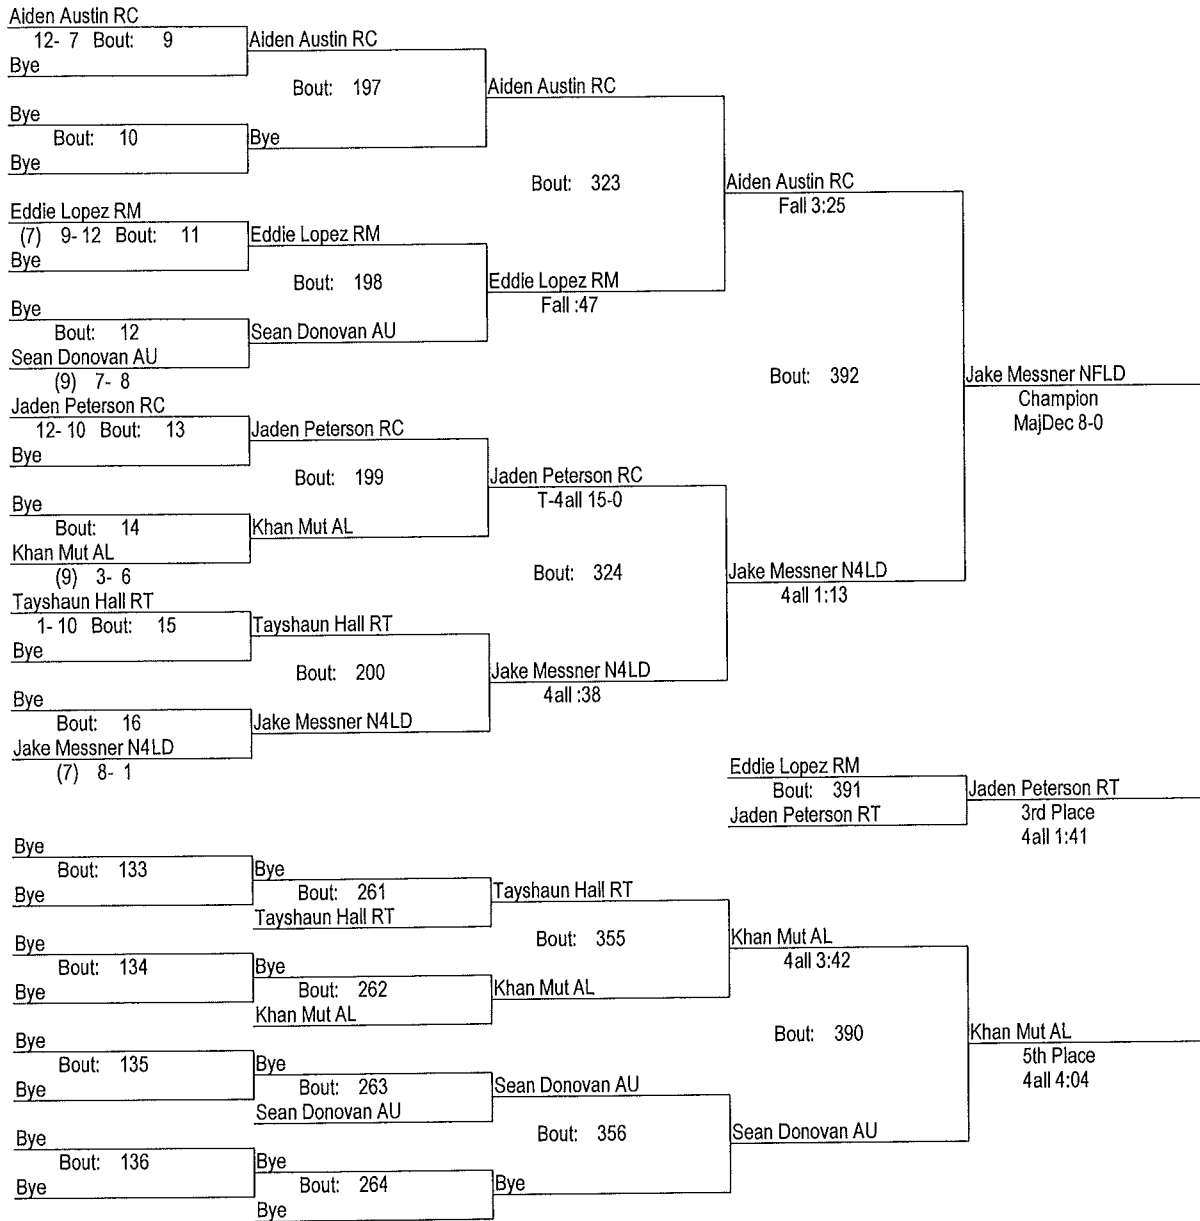 Aiden Austin RC
12- 7 Bout: 9
Bye
Aiden Austin RC
Bout: 197
Aiden Austin RC
Bye
Bout: 10
Bye
Bye
Bout: 323
Aiden Austin RC
Fall 3:25
Eddie Lopez RM
(7) 9- 12 Bout: 11
Bye
Eddie Lopez RM
Bout: 198
Eddie Lopez RM
Fall :47
Bye
Bout: 12
Sean Donovan AU
(9) 7- 8
Sean Donovan AU
Bout: 392
Jake Messner NFLD
Champion
MajDec 8-0
Jaden Peterson RC
12- 10 Bout: 13
Bye
Jaden Peterson RC
Bout: 199
Jaden Peterson RC
T-4all 15-0
Bye
Bout: 14
Khan Mut AL
(9) 3- 6
Khan Mut AL
Bout: 324
Jake Messner N4LD
4all 1:13
Tayshaun Hall RT
1- 10 Bout: 15
Bye
Tayshaun Hall RT
Bout: 200
Jake Messner N4LD
4all :38
Bye
Bout: 16
Jake Messner N4LD
(7) 8- 1
Jake Messner N4LD
Eddie Lopez RM
Bout: 391
Jaden Peterson RT
Jaden Peterson RT
3rd Place
4all 1:41
Bye
Bout: 133
Bye
Bye
Bout: 261
Tayshaun Hall RT
Tayshaun Hall RT
Bout: 355
Khan Mut AL
4all 3:42
Bye
Bout: 134
Bye
Bye
Bout: 262
Khan Mut AL
Khan Mut AL
Bout: 390
Khan Mut AL
5th Place
4all 4:04
Bye
Bout: 135
Bye
Bye
Bout: 263
Sean Donovan AU
Sean Donovan AU
Bout: 356
Sean Donovan AU
Bye
Bout: 136
Bye
Bye
Bout: 264
Bye
Bye